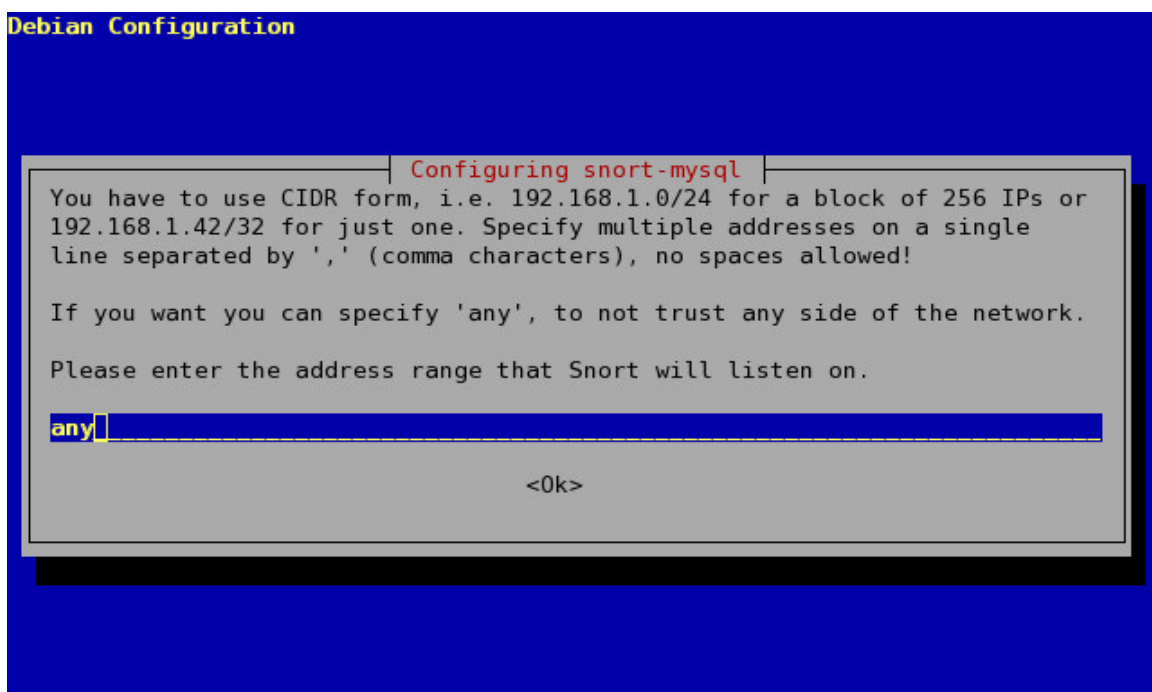 Debian Configuration
Configuring snort-mysql
You have to use CIDR form, i.e. 192.168.1.0/24 for a block of 256 IPs or
192.168.1.42/32 for just one. Specify multiple addresses on a single
line separated by ',' (comma characters), no spaces allowed!
If you want you can specify 'any', to not trust any side of the network.
Please enter the address range that Snort will listen on.
any
<Ok>